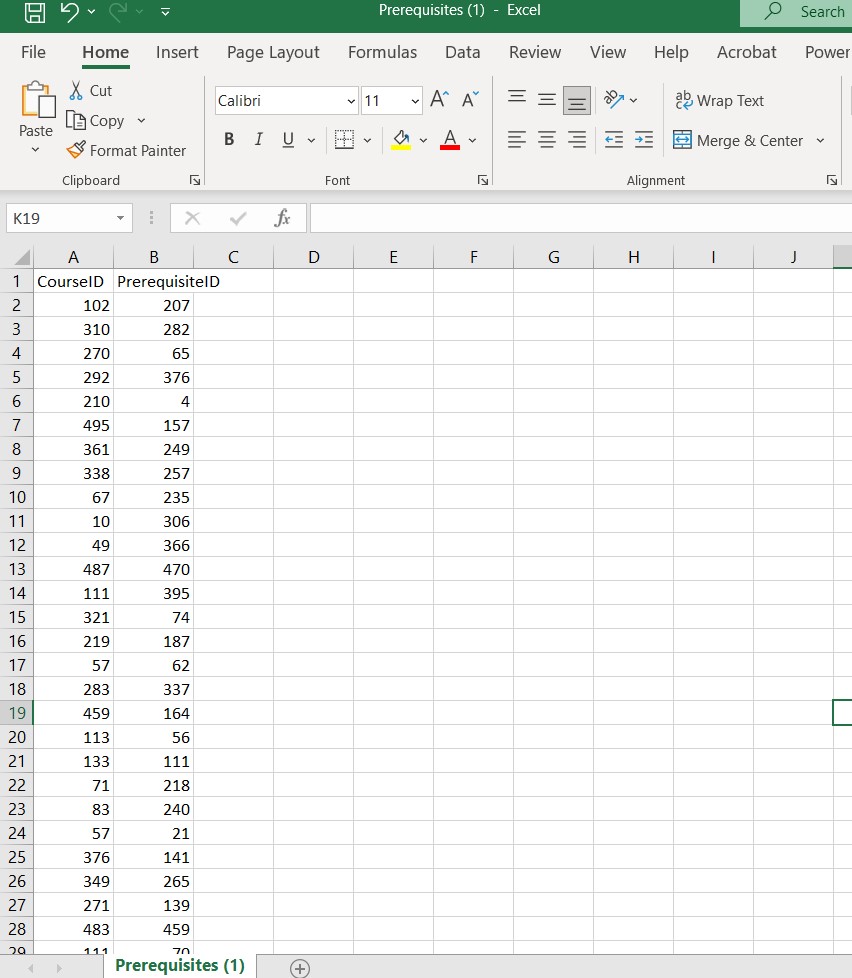 Prerequisites (1) - Excel
Search
File Home Insert Page Layout Formulas Data Review View Help Acrobat Power
Paste
Cut
Copy
Format Painter
Clipboard
Calibri 11 A A
B I U A
Font
ab Wrap Text
Merge & Center
Alignment
K19 fx
A B C D E F G H I J
1 CourseID PrerequisiteID
2 102 207
3 310 282
4 270 65
5 292 376
6 210 4
7 495 157
8 361 249
9 338 257
10 67 235
11 10 306
12 49 366
13 487 470
14 111 395
15 321 74
16 219 187
17 57 62
18 283 337
19 459 164
20 113 56
21 133 111
22 71 218
23 83 240
24 57 21
25 376 141
26 349 265
27 271 139
28 483 459
29 111 70
Prerequisites (1)